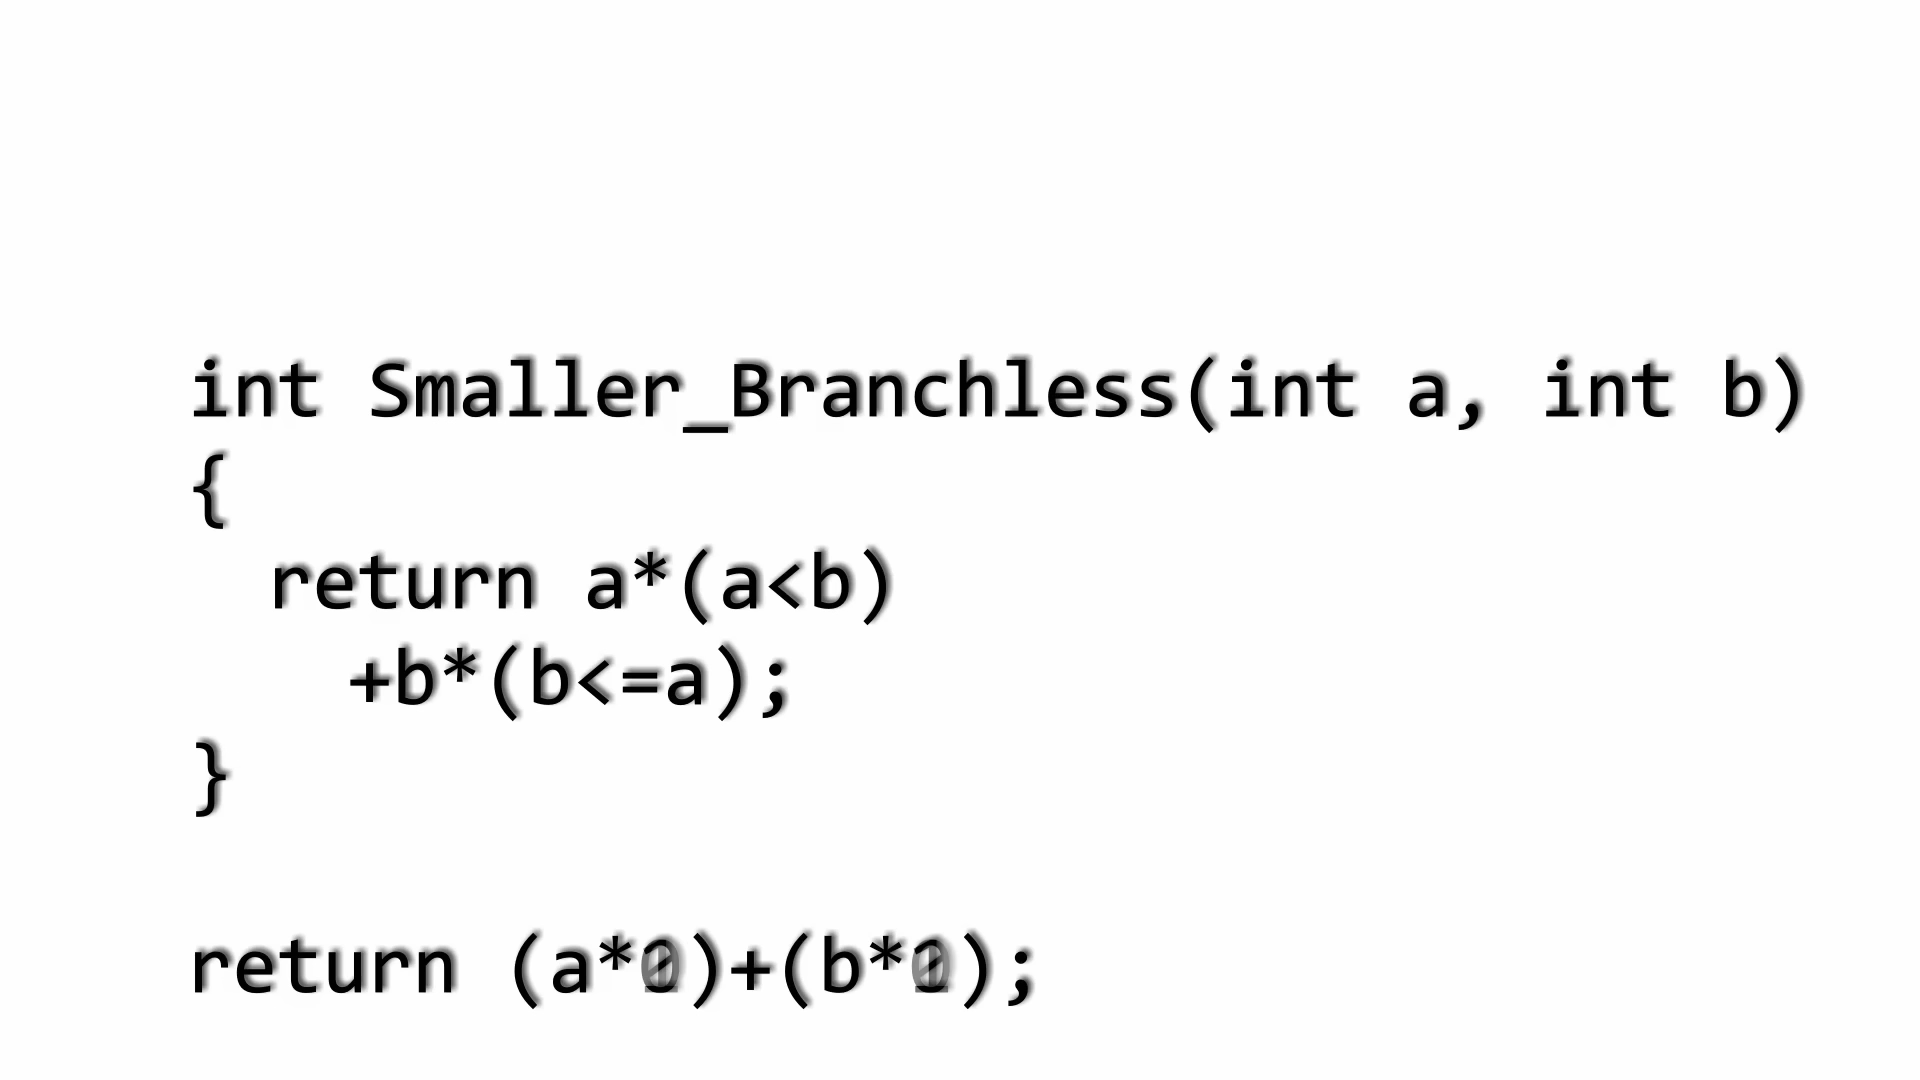 int Smaller_Branchless(int a, int b)
{
return a*(a<b)
+b*(b<=a);
}
return (a* )+(b* );